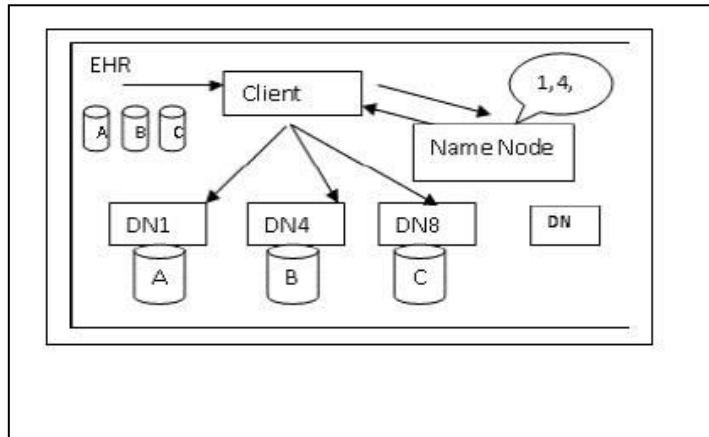 EHR
Client
1, 4,
A B C
Name Node
DN1 DN4 DN8 DN
A B C